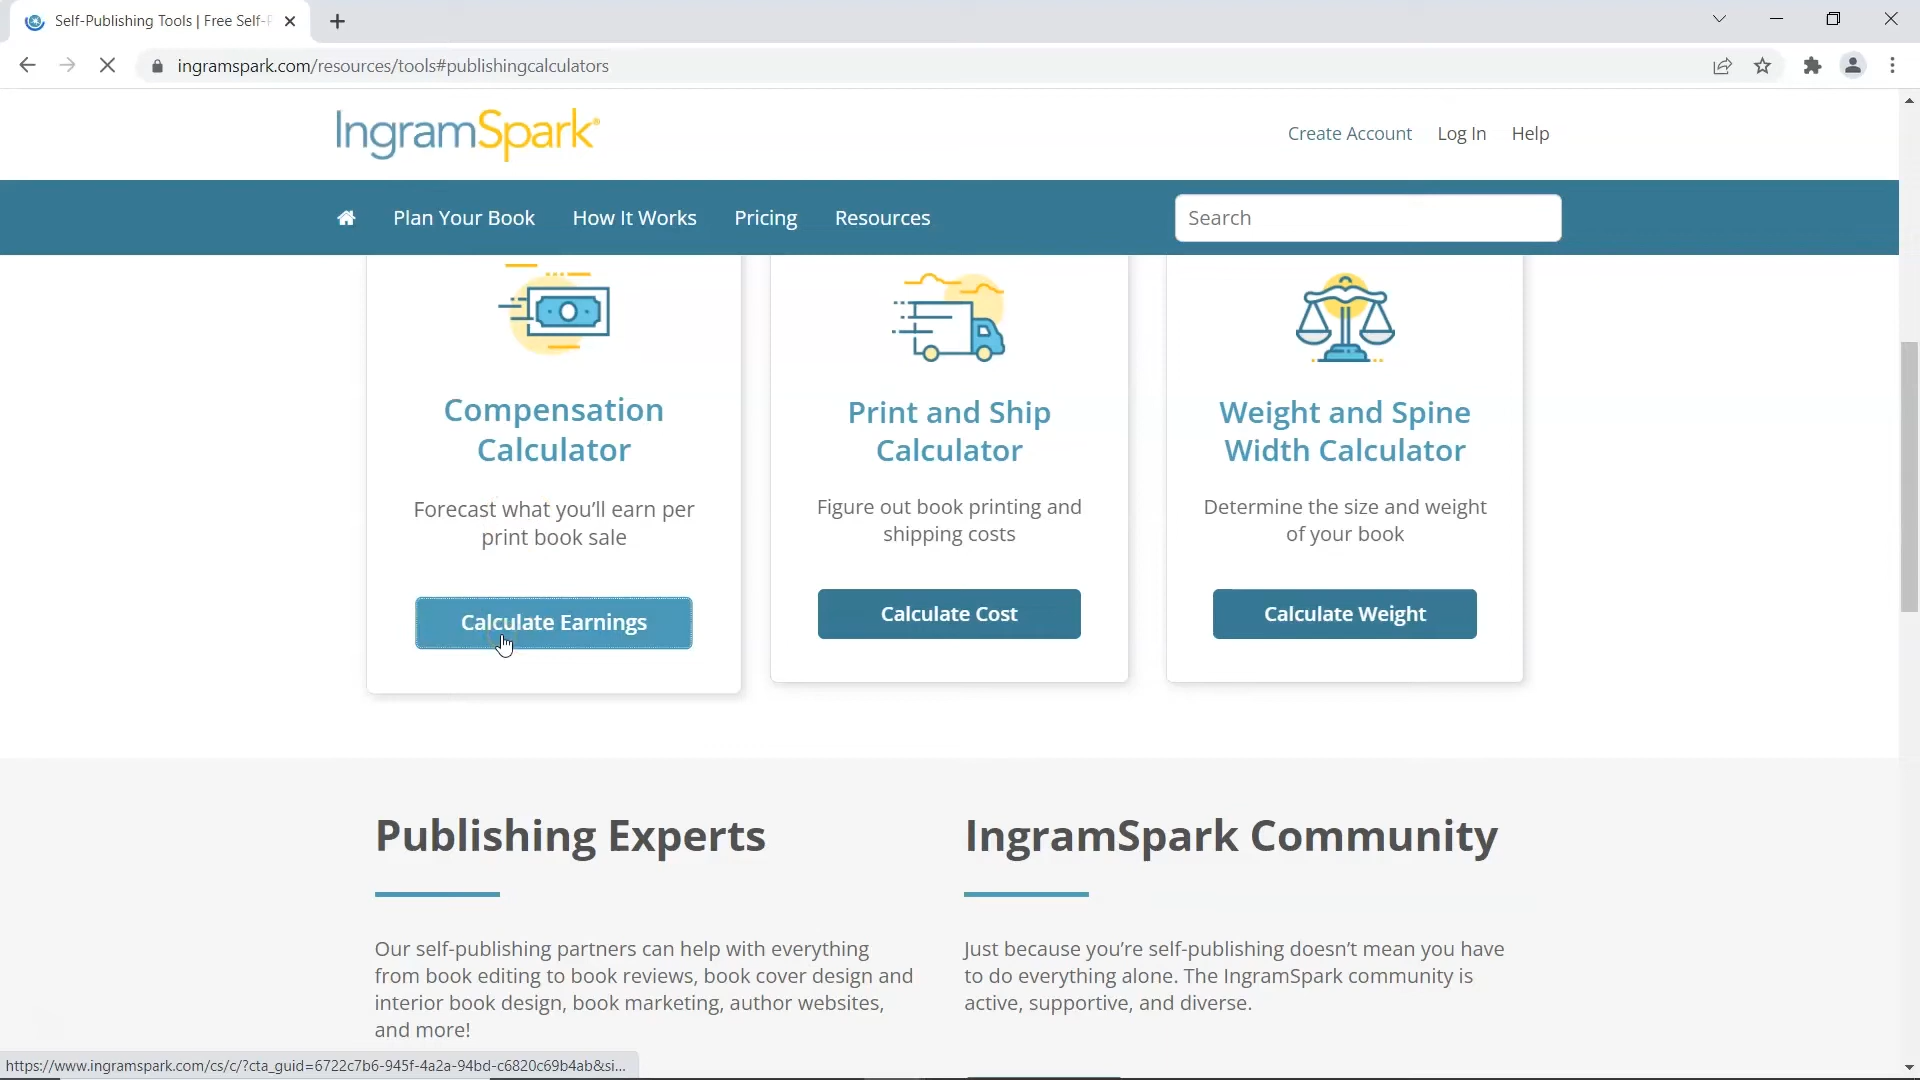 Self-Publishing Tools | Free Self-
ingramspark.com/resources/tools#publishingcalculators
IngramSpark®
Create Account
Log In
Help
Plan Your Book
How It Works
Pricing
Resources
Search
Compensation
Calculator
Forecast what you'll earn per
print book sale
Calculate Earnings
Print and Ship
Calculator
Figure out book printing and
shipping costs
Calculate Cost
Weight and Spine
Width Calculator
Determine the size and weight
of your book
Calculate Weight
Publishing Experts
Our self-publishing partners can help with everything
from book editing to book reviews, book cover design and
interior book design, book marketing, author websites,
and more!
IngramSpark Community
Just because you’re self-publishing doesn’t mean you have
to do everything alone. The IngramSpark community is
active, supportive, and diverse.
https://www.ingramspark.com/cs/c/?cta_guid=6722c7b6-945f-4a2a-94bd-c6820c69b4ab&si...